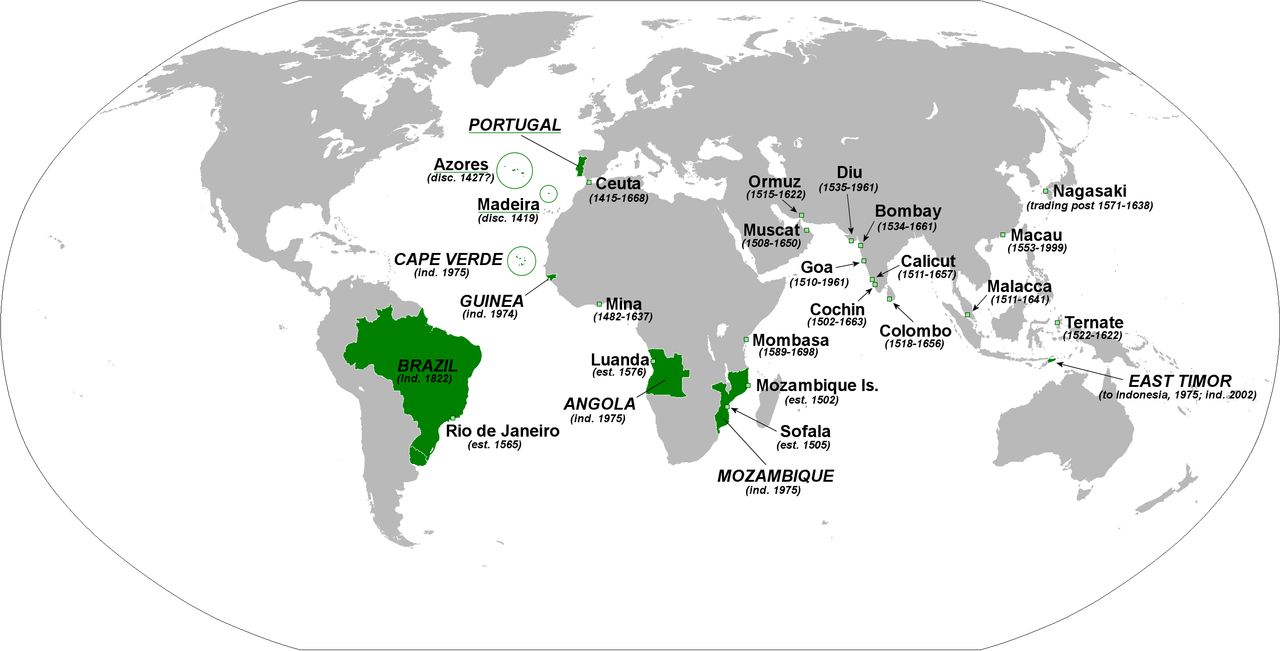 PORTUGAL
Azores
(disc. 1427?)
Madeira
(disc. 1419)
Ceuta
(1415-1668)
CAPE VERDE
(ind. 1975)
GUINEA
(ind. 1974)
Mina
(1482-1637)
Ormuz
(1515-1622)
Muscat
(1508-1650)
Diu
(1535-1961)
Bombay
(1534-1661)
Goa
(1510-1961)
Calicut
(1511-1657)
Cochin
(1502-1663)
Colombo
(1518-1656)
Nagasaki
(trading post 1571-1638)
Macau
(1553-1999)
Malacca
(1511-1641)
Ternate
(1522-1622)
EAST TIMOR
(to Indonesia, 1975; ind. 2002)
Mombasa
(1589-1698)
Luanda
(est. 1576)
ANGOLA
(ind. 1975)
Mozambique Is.
(est. 1502)
Sofala
(est. 1505)
MOZAMBIQUE
(ind. 1975)
BRAZIL
(ind. 1822)
Rio de Janeiro
(est. 1565)